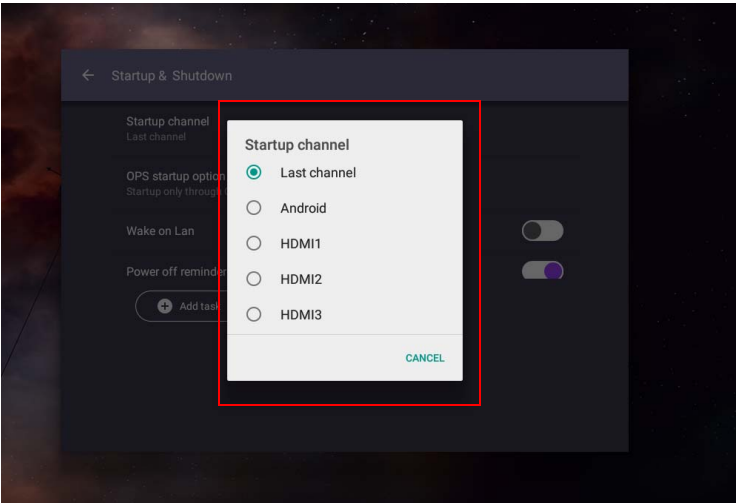 Startup & Shutdown
Startup channel
Last channel
OPS startup option
Startup only through
Wake on Lan
Power off reminder
Add task
Startup channel
Last channel
Android
HDMI1
HDMI2
HDMI3
CANCEL